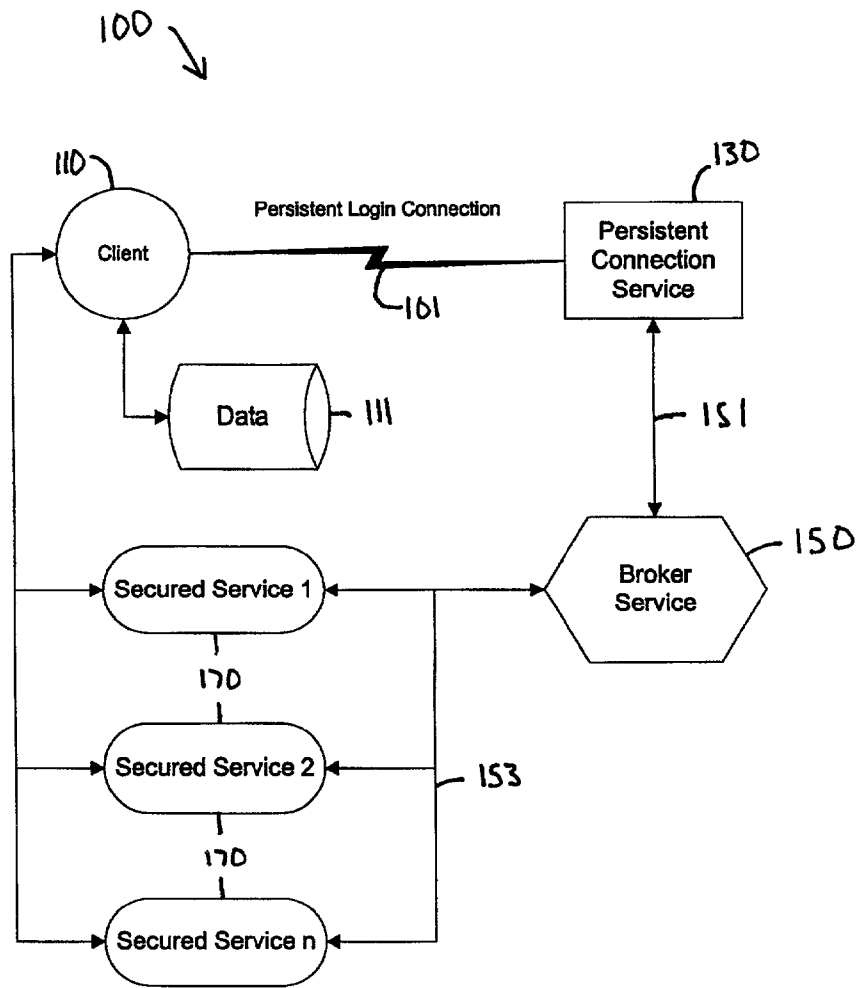 100
110
130
Persistent Login Connection
Client
Persistent
Connection
Service
101
Data
111
151
150
Secured Service 1
Broker
Service
170
Secured Service 2
153
170
Secured Service n